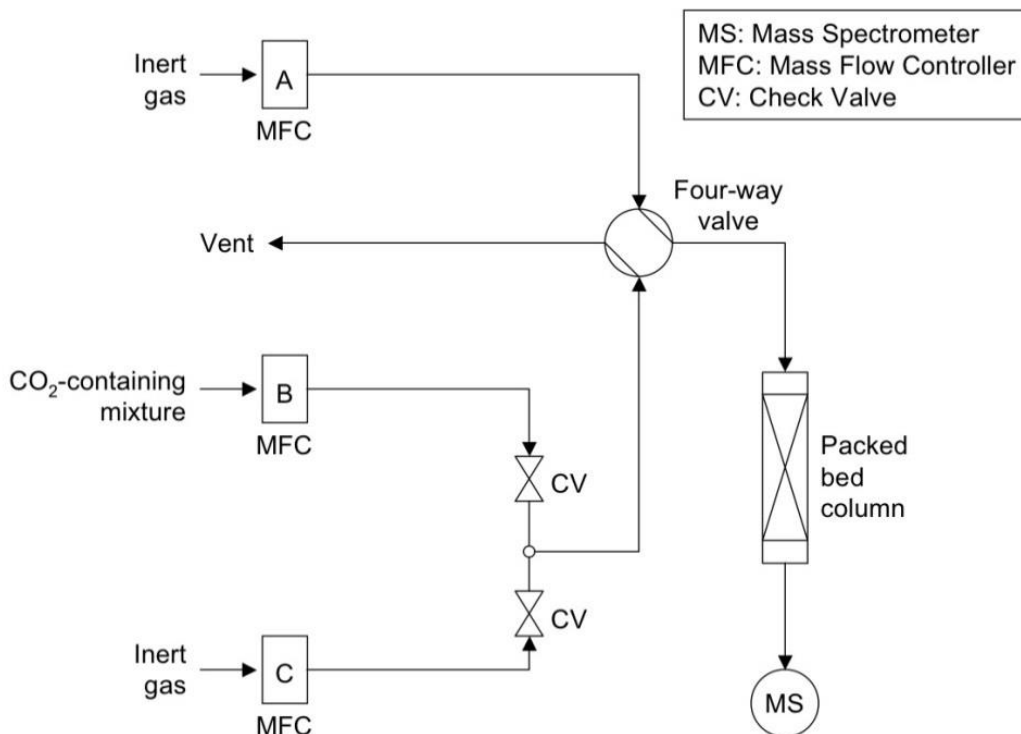 MS: Mass Spectrometer
MFC: Mass Flow Controller
CV: Check Valve
Inert
gas
A
MFC
Four-way
valve
Vent
CO₂-containing
mixture
B
MFC
CV
Packed
bed
column
CV
Inert
gas
C
MFC
MS